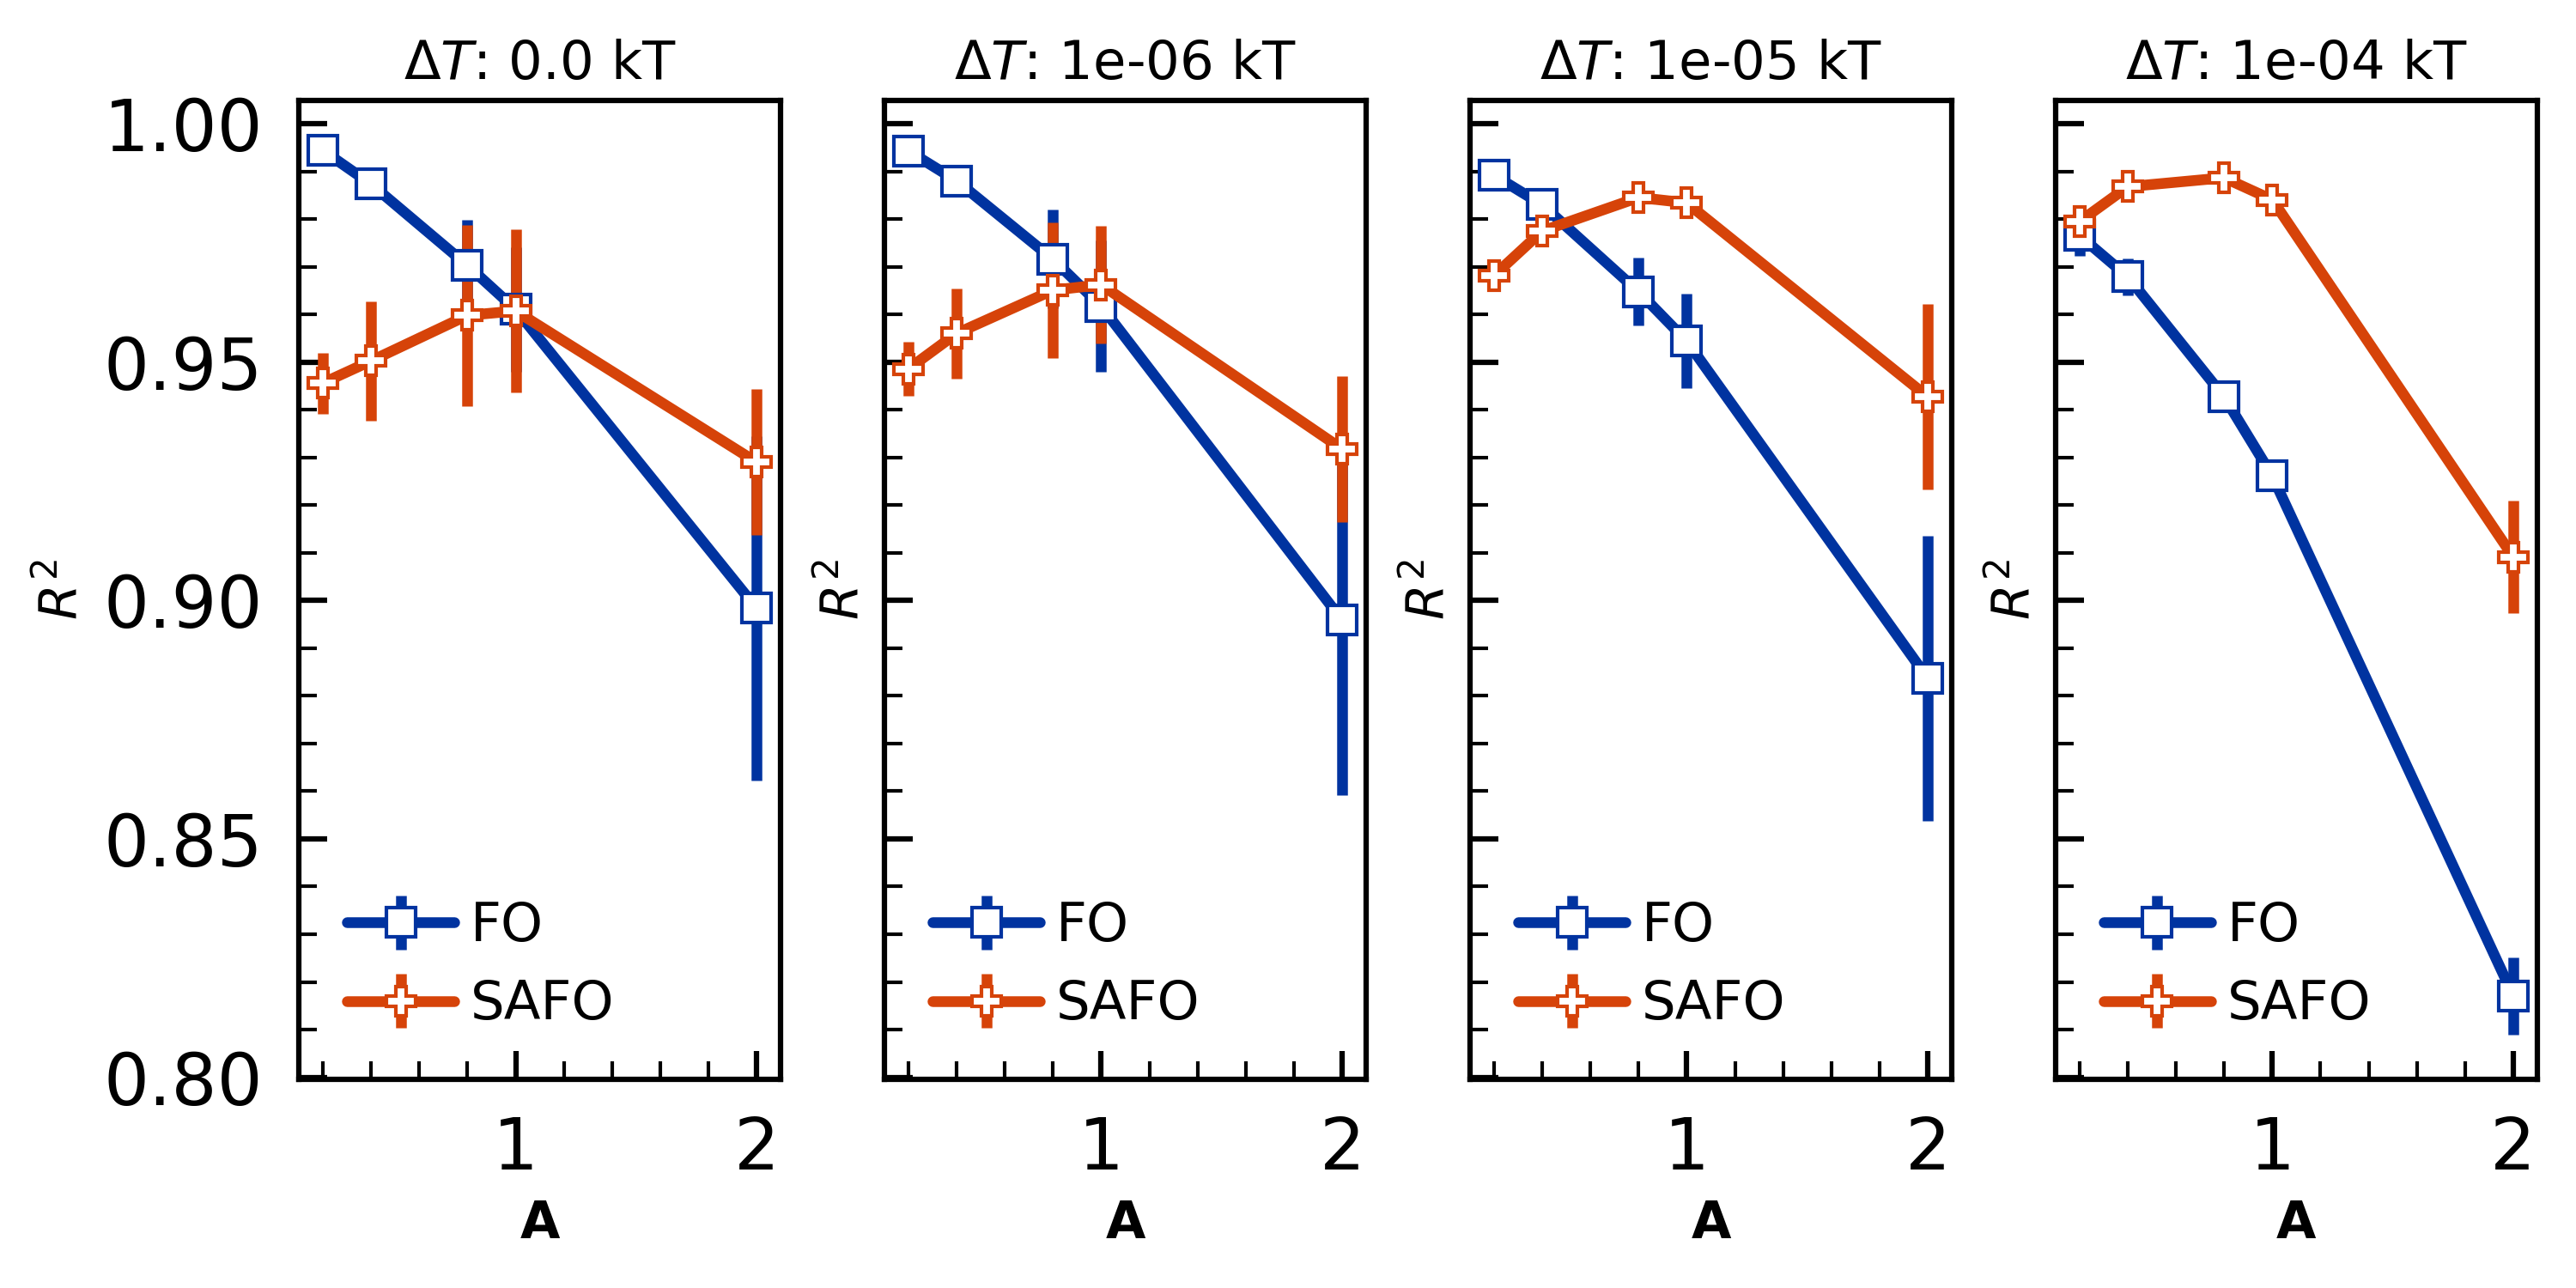 ΔT: 0.0 kT
ΔT: 1e-06 kT
ΔT: 1e-05 kT
ΔT: 1e-04 kT
1.00
0.95
0.90
0.85
0.80
R²
R²
R²
R²
FO
SAFO
FO
SAFO
FO
SAFO
FO
SAFO
1 2
1 2
1 2
1 2
A
A
A
A